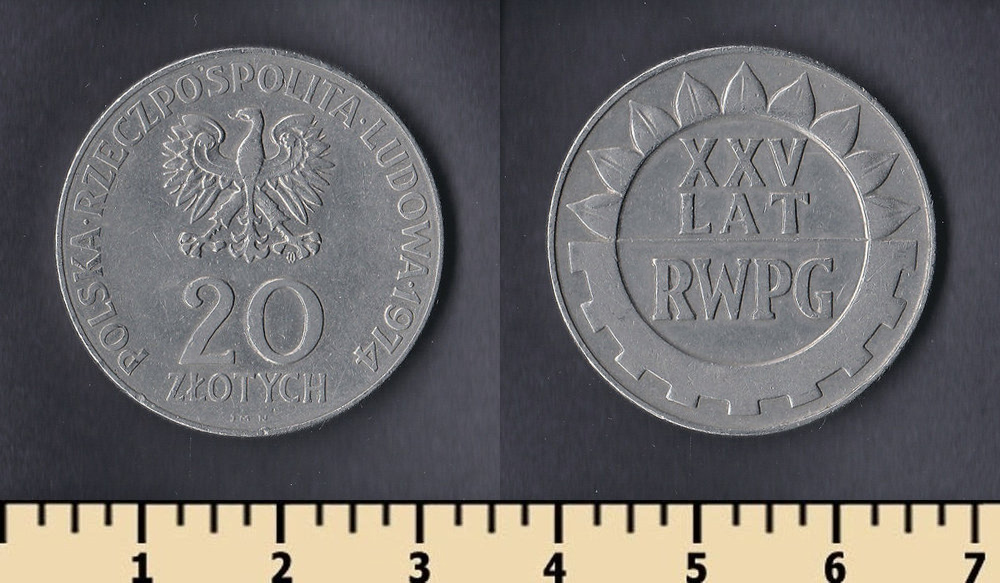 POLSKA·RZECZPOSPOLITA·LUDOWA·1974
20
ZŁOTYCH
XXV
LAT
RWPG
1 2 3 4 5 6 7